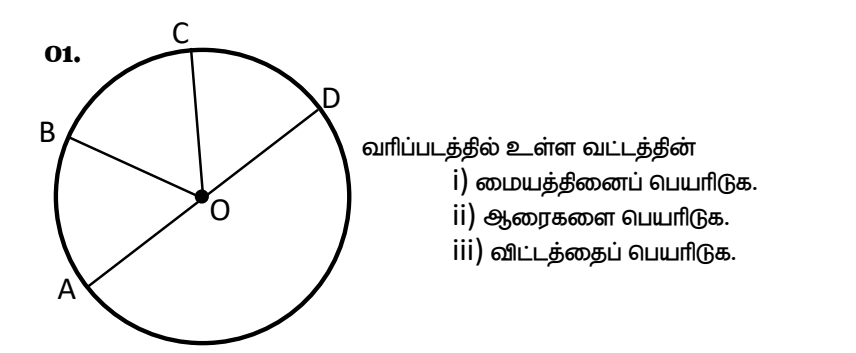 C
01.
D
B
வரிப்படத்தில் உள்ள வட்டத்தின்
i) மையத்தினைப் பெயரிடுக.
O
ii) ஆரைகளை பெயரிடுக.
iii) விட்டத்தைப் பெயரிடுக.
A